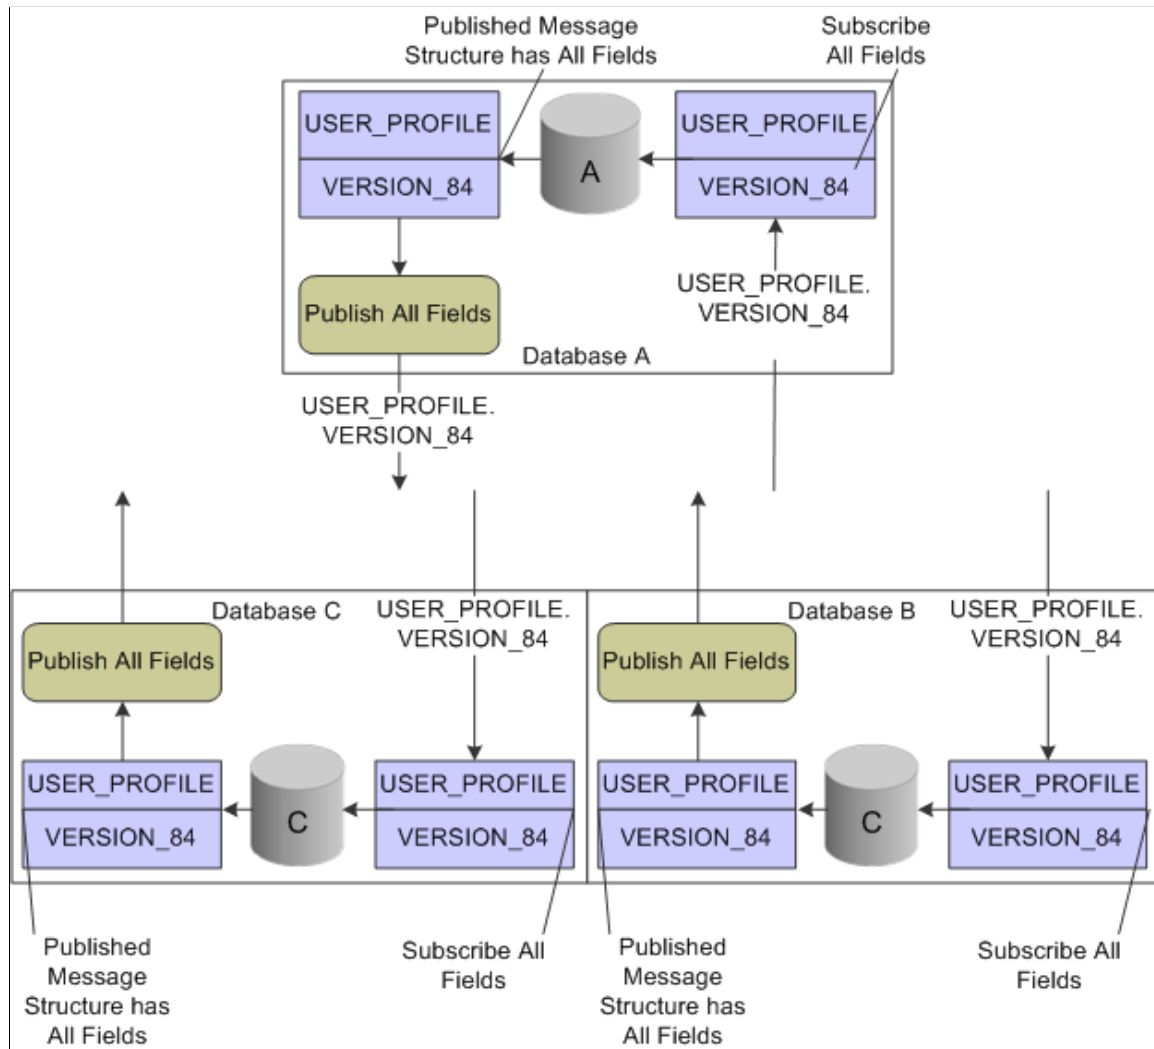 Published Message
Structure has All Fields
Subscribe
All Fields
USER_PROFILE
VERSION_84
A
USER_PROFILE
VERSION_84
Publish All Fields
USER_PROFILE.
VERSION_84
Database A
USER_PROFILE.
VERSION_84
Database C
USER_PROFILE.
VERSION_84
Publish All Fields
USER_PROFILE
VERSION_84
C
USER_PROFILE
VERSION_84
Published
Message
Structure has
All Fields
Subscribe All
Fields
Database B
USER_PROFILE.
VERSION_84
Publish All Fields
USER_PROFILE
VERSION_84
C
USER_PROFILE
VERSION_84
Published
Message
Structure has
All Fields
Subscribe All
Fields